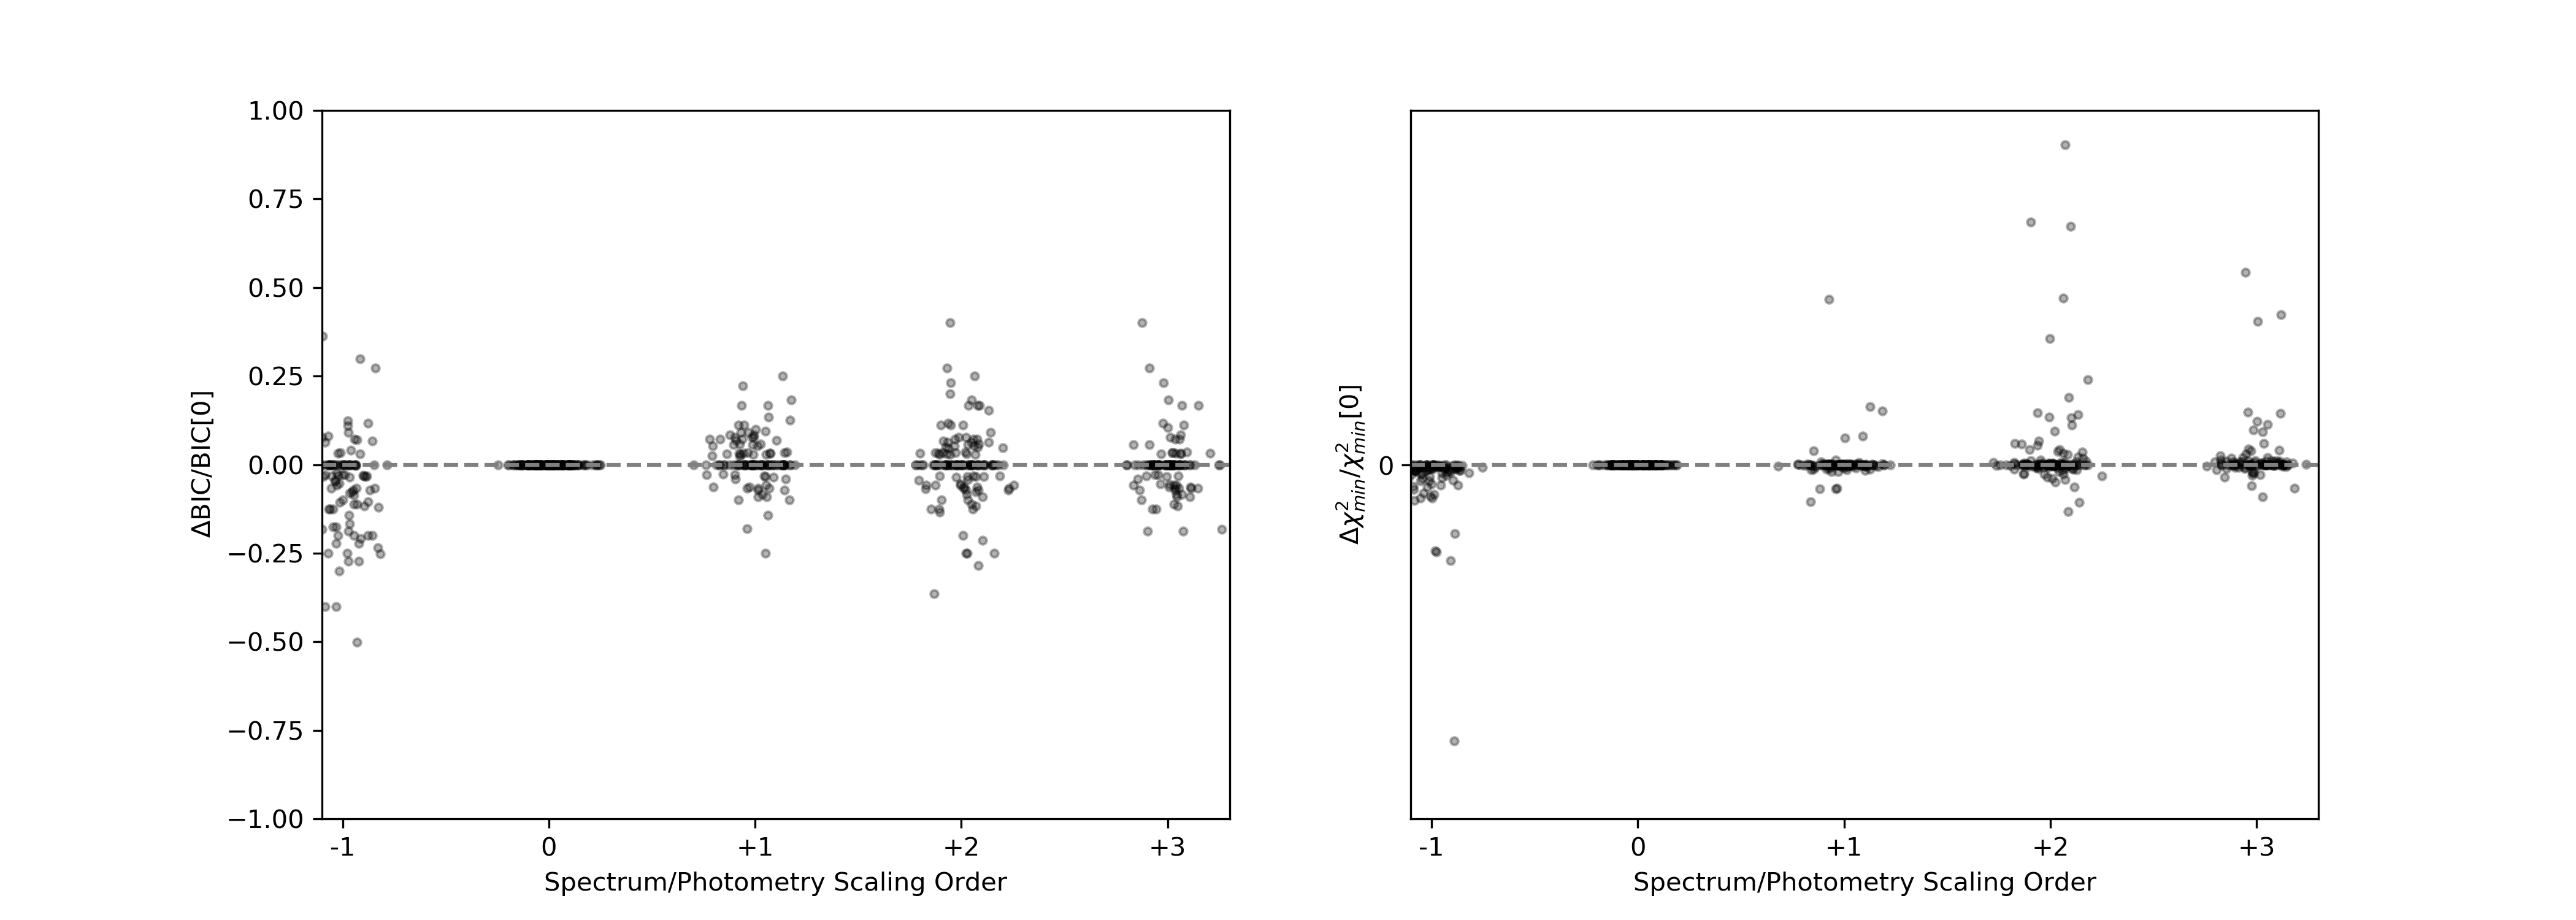 ΔBIC/BIC[0]
1.00
0.75
0.50
0.25
0.00
−0.25
−0.50
−0.75
−1.00
-1 0 +1 +2 +3
Spectrum/Photometry Scaling Order
Δχ²min/χ²min[0]
0
-1 0 +1 +2 +3
Spectrum/Photometry Scaling Order